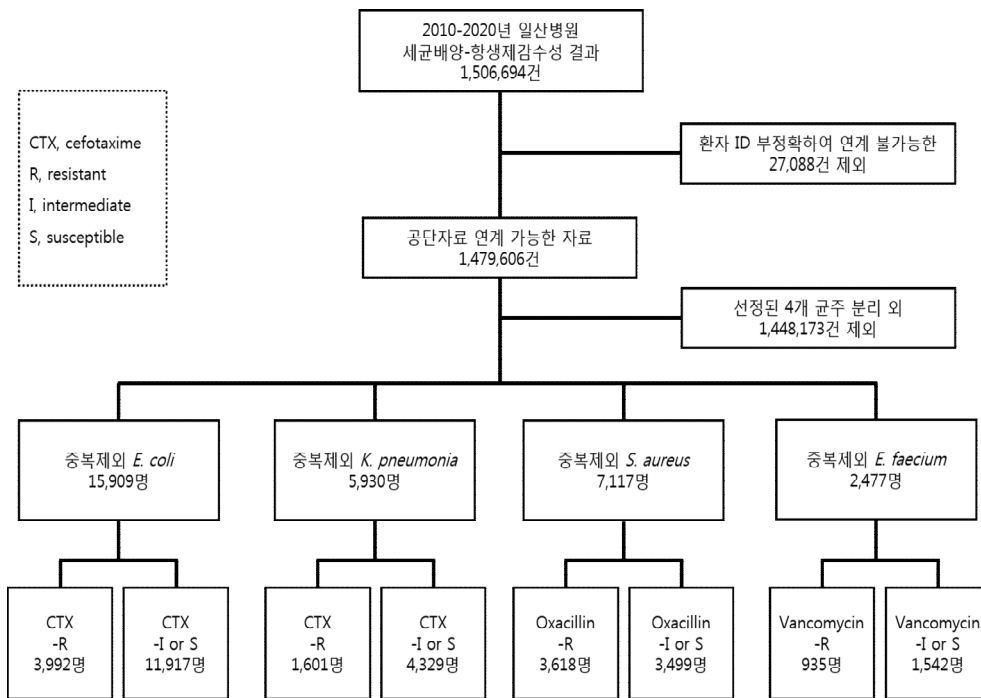 2010-2020년 일산병원
세균배양-항생제감수성 결과
1,506,694건
CTX, cefotaxime
R, resistant
I, intermediate
S, susceptible
환자 ID 부정확하여 연계 불가능한
27,088건 제외
공단자료 연계 가능한 자료
1,479,606건
선정된 4개 균주 분리 외
1,448,173건 제외
중복제외 E. coli
15,909명
중복제외 K. pneumonia
5,930명
중복제외 S. aureus
7,117명
중복제외 E. faecium
2,477명
CTX
-R
3,992명
CTX
-I or S
11,917명
CTX
-R
1,601명
CTX
-I or S
4,329명
Oxacillin
-R
3,618명
Oxacillin
-I or S
3,499명
Vancomycin
-R
935명
Vancomycin
-I or S
1,542명